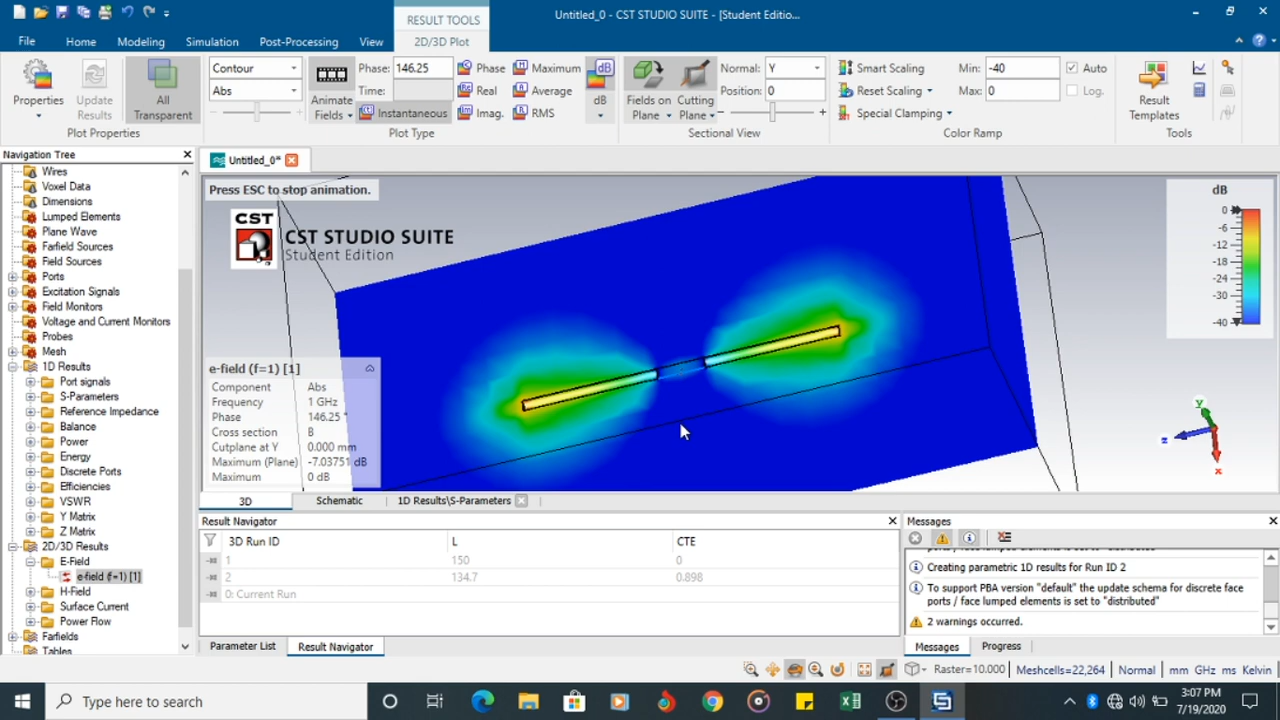 Untitled_0 - CST STUDIO SUITE - [Student Editio...
RESULT TOOLS
File Home Modeling Simulation Post-Processing View 2D/3D Plot
Properties
Update Results
All Transparent
Plot Properties
Contour
Abs
Animate Fields
Phase: 146.25
Time:
Instantaneous
Phase
Real
Imag.
Maximum
Average
RMS
dB
dB
Plot Type
Fields on Plane
Cutting Plane
Normal: Y
Position: 0
Sectional View
Smart Scaling
Reset Scaling
Special Clamping
Min: -40
Max: 0
Auto
Log.
Color Ramp
Result Templates
Tools
Navigation Tree
Wires
Voxel Data
Dimensions
Lumped Elements
Plane Wave
Farfield Sources
Field Sources
Ports
Excitation Signals
Field Monitors
Voltage and Current Monitors
Probes
Mesh
1D Results
Port signals
S-Parameters
Reference Impedance
Balance
Power
Energy
Discrete Ports
Efficiencies
VSWR
Y Matrix
Z Matrix
2D/3D Results
E-Field
e-field (f=1) [1]
H-Field
Surface Current
Power Flow
Farfields
Tables
Untitled_0*
Press ESC to stop animation.
CST
CST STUDIO SUITE
Student Edition
dB
0
-6
-12
-18
-24
-30
-40
e-field (f=1) [1]
Component Abs
Frequency 1 GHz
Phase 146.25 °
Cross section B
Cutplane at Y 0.000 mm
Maximum (Plane) -7.03751 dB
Maximum 0 dB
y
z
x
3D Schematic 1D Results\S-Parameters
Result Navigator
3D Run ID L CTE
1 150 0
2 134.7 0.898
0: Current Run
Parameter List Result Navigator
Messages
Creating parametric 1D results for Run ID 2
To support PBA version "default" the update schema for discrete face
ports / face lumped elements is set to "distributed"
2 warnings occurred.
Messages Progress
Raster=10.000 Meshcells=22,264 Normal mm GHz ns Kelvin
Type here to search
3:07 PM
7/19/2020